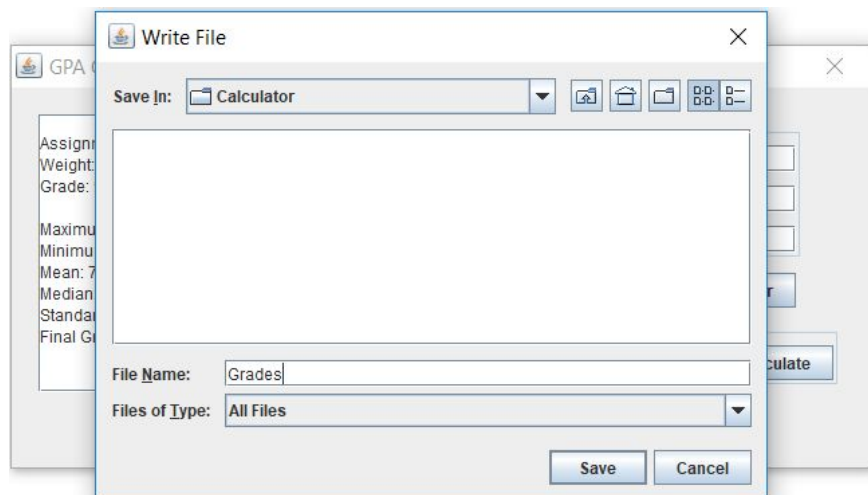 Write File
GPA
Save In: Calculator
Assignm
Weight:
Grade:
Maximu
Minimu
Mean: 7
Median
Standar
Final Gr
r
culate
File Name: Grades
Files of Type: All Files
Save Cancel